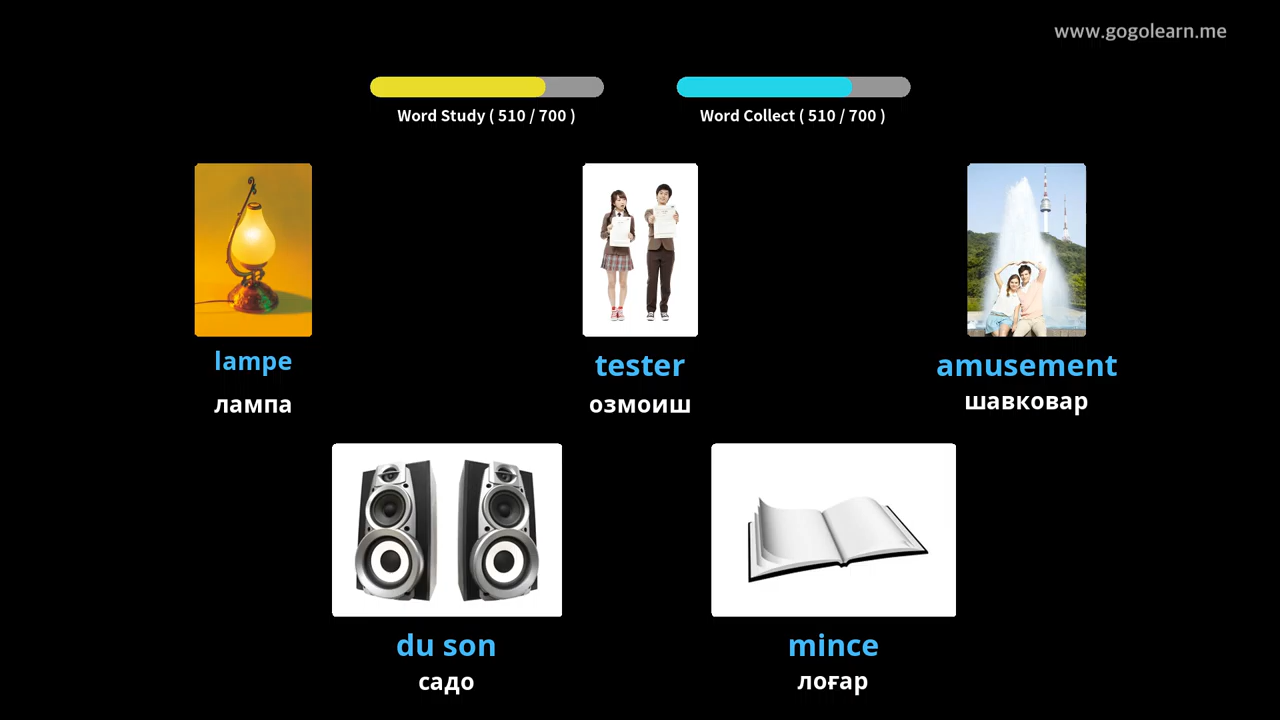 www.gogolearn.me
Word Study ( 510 / 700 )
Word Collect ( 510 / 700 )
lampe
лампа
tester
озмоиш
amusement
шавковар
du son
садо
mince
лоғар